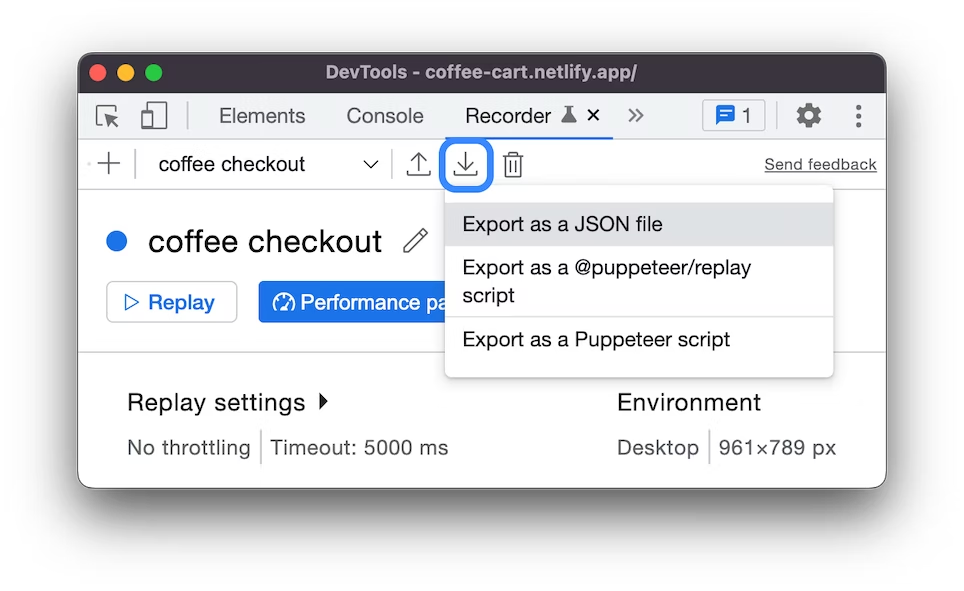 DevTools - coffee-cart.netlify.app/
Elements Console Recorder 1
coffee checkout Send feedback
coffee checkout
Export as a JSON file
Export as a @puppeteer/replay
script
Replay Performance pa
Export as a Puppeteer script
Replay settings Environment
No throttling Timeout: 5000 ms Desktop 961×789 px